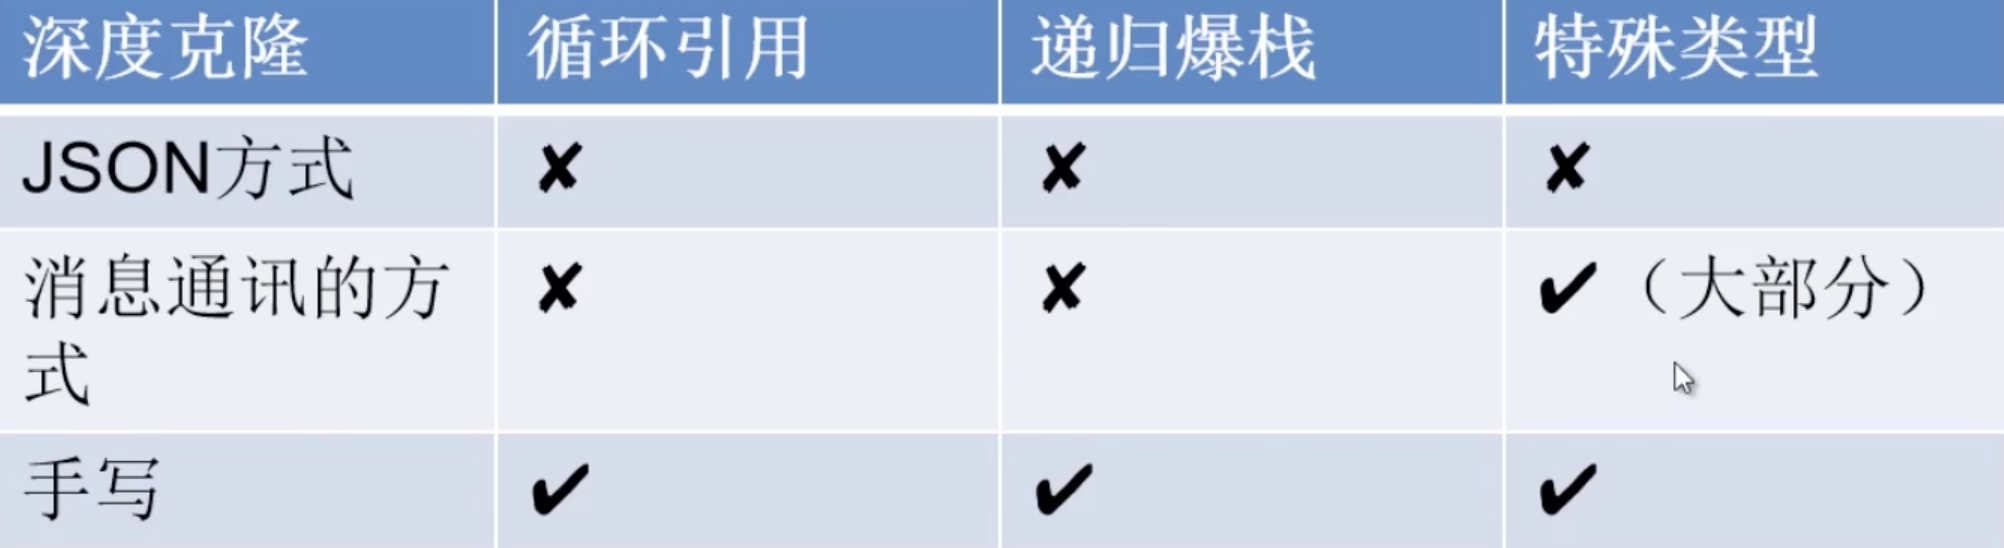 深度克隆 循环引用 递归爆栈 特殊类型
JSON方式 ✘ ✘ ✘
消息通讯的方 ✘ ✘ ✔（大部分）
式
手写 ✔ ✔ ✔